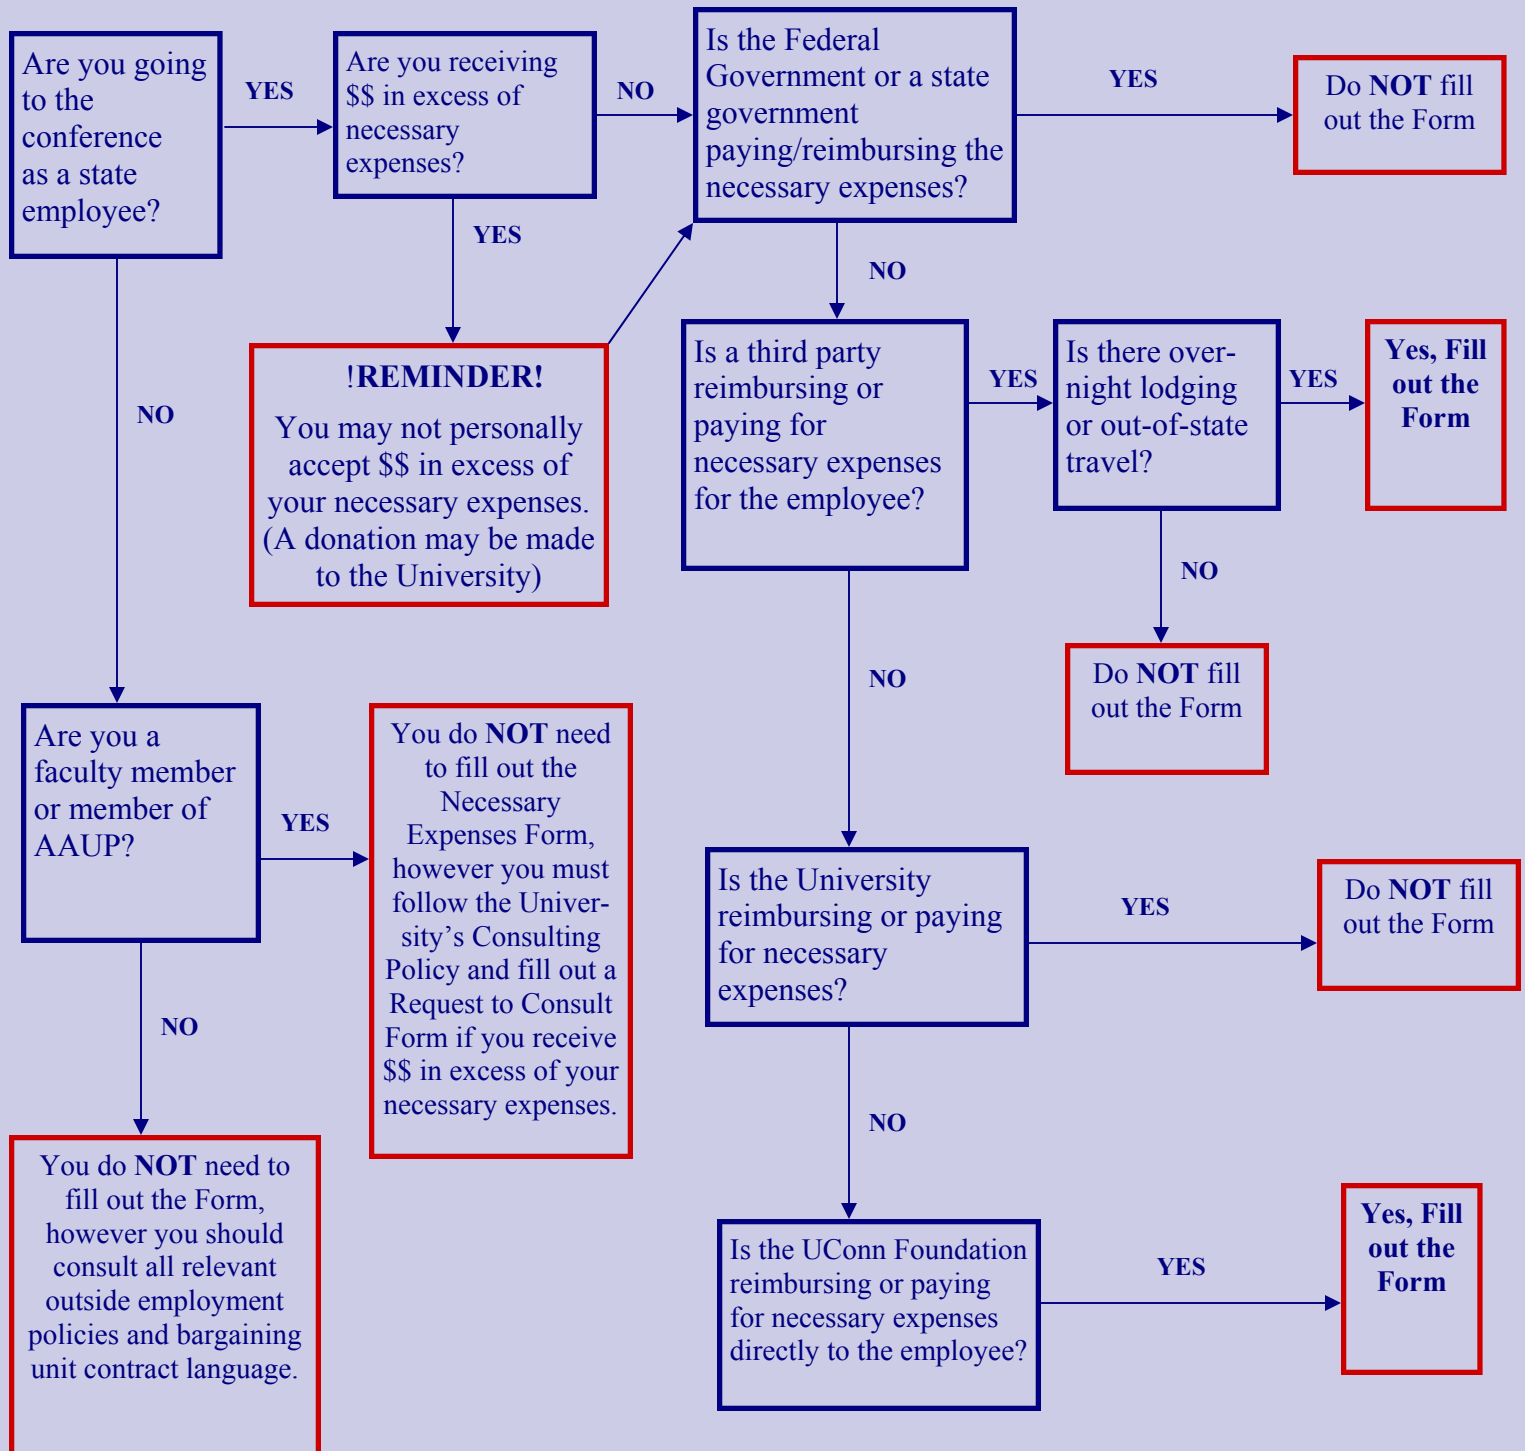 Are you going
to the
conference
as a state
employee?
YES
Are you receiving
$$ in excess of
necessary
expenses?
NO
Is the Federal
Government or a state
government
paying/reimbursing the
necessary expenses?
YES
Do NOT fill
out the Form
YES
NO
NO
!REMINDER!
You may not personally
accept $$ in excess of
your necessary expenses.
(A donation may be made
to the University)
Is a third party
reimbursing or
paying for
necessary expenses
for the employee?
YES
Is there over-
night lodging
or out-of-state
travel?
YES
Yes, Fill
out the
Form
NO
Do NOT fill
out the Form
NO
Are you a
faculty member
or member of
AAUP?
YES
You do NOT need
to fill out the
Necessary
Expenses Form,
however you must
follow the Univer-
sity’s Consulting
Policy and fill out a
Request to Consult
Form if you receive
$$ in excess of your
necessary expenses.
NO
You do NOT need to
fill out the Form,
however you should
consult all relevant
outside employment
policies and bargaining
unit contract language.
Is the University
reimbursing or paying
for necessary
expenses?
YES
Do NOT fill
out the Form
NO
Is the UConn Foundation
reimbursing or paying
for necessary expenses
directly to the employee?
YES
Yes, Fill
out the
Form